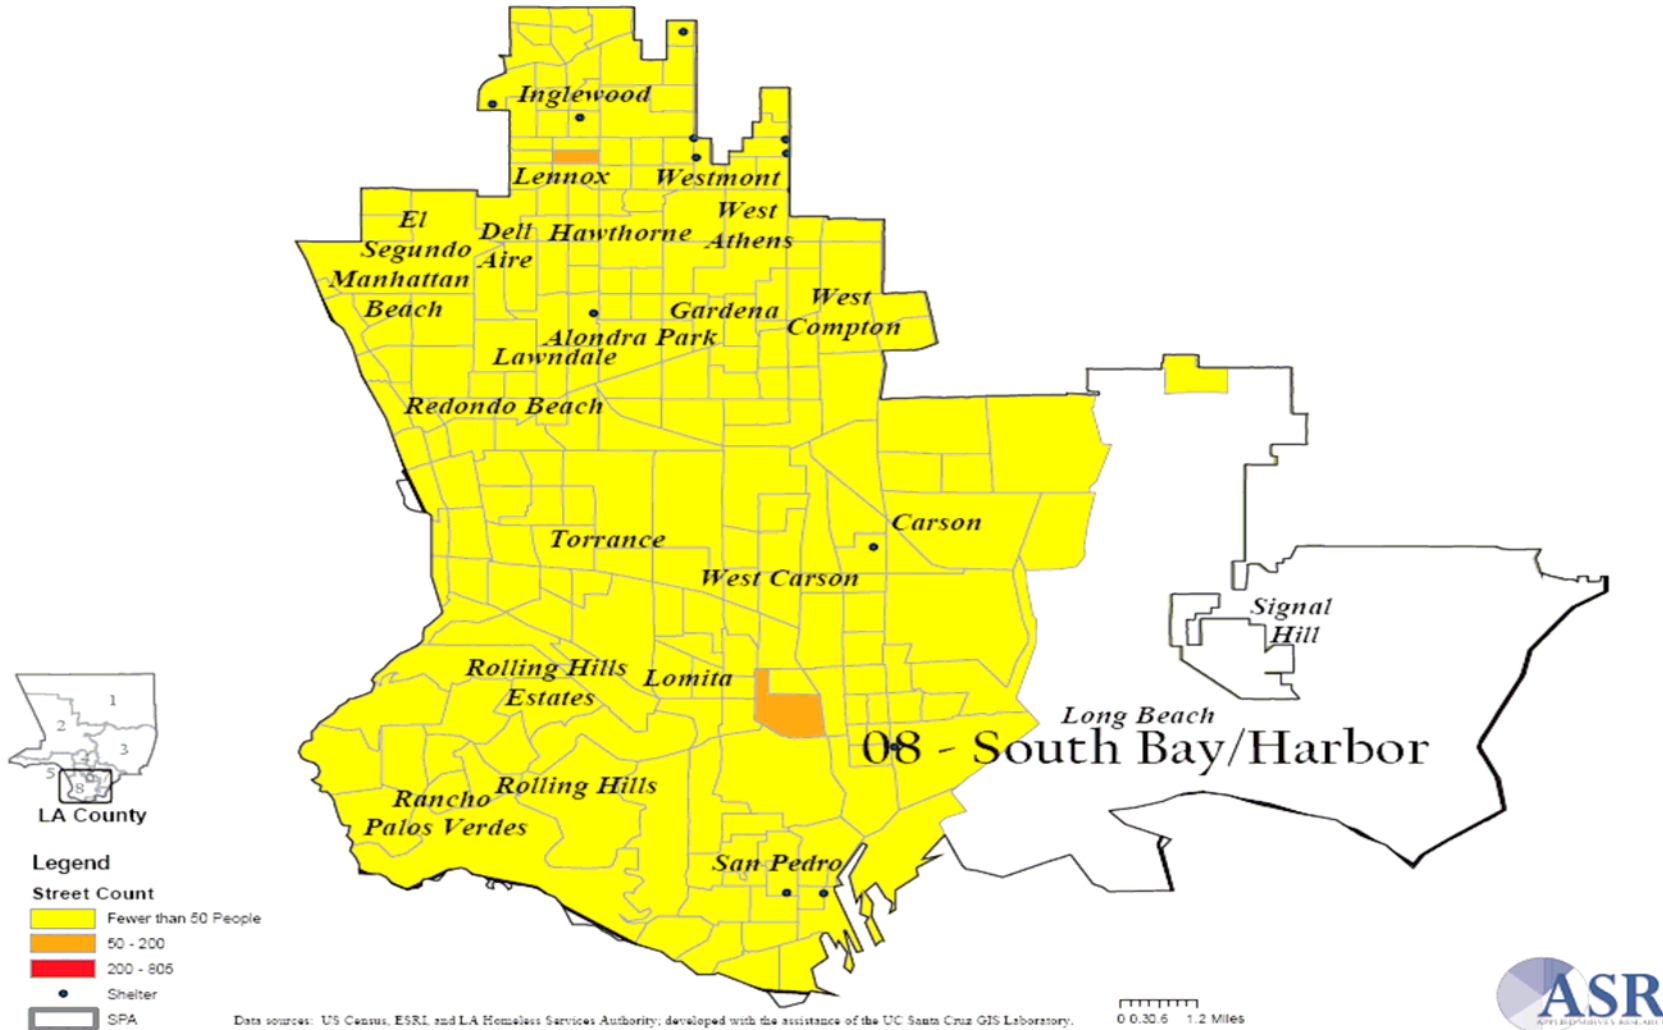 Inglewood
Lennox
Westmont
El
Segundo
Dell
Aire
Hawthorne
West
Athens
Manhattan
Beach
Gardena
West
Compton
Alondra Park
Lawndale
Redondo Beach
Carson
Torrance
West Carson
Signal
Hill
Rolling Hills
Estates
Lomita
Long Beach
08 - South Bay/Harbor
Rolling Hills
Rancho
Palos Verdes
San Pedro
1
2
3
4
5
8
LA County
Legend
Street Count
Fewer than 50 People
50 - 200
200 - 805
Shelter
SPA
Data sources: US Census, ESRI, and LA Homeless Services Authority; developed with the assistance of the UC Santa Cruz GIS Laboratory.
0 0.30.6 1.2 Miles
ASR